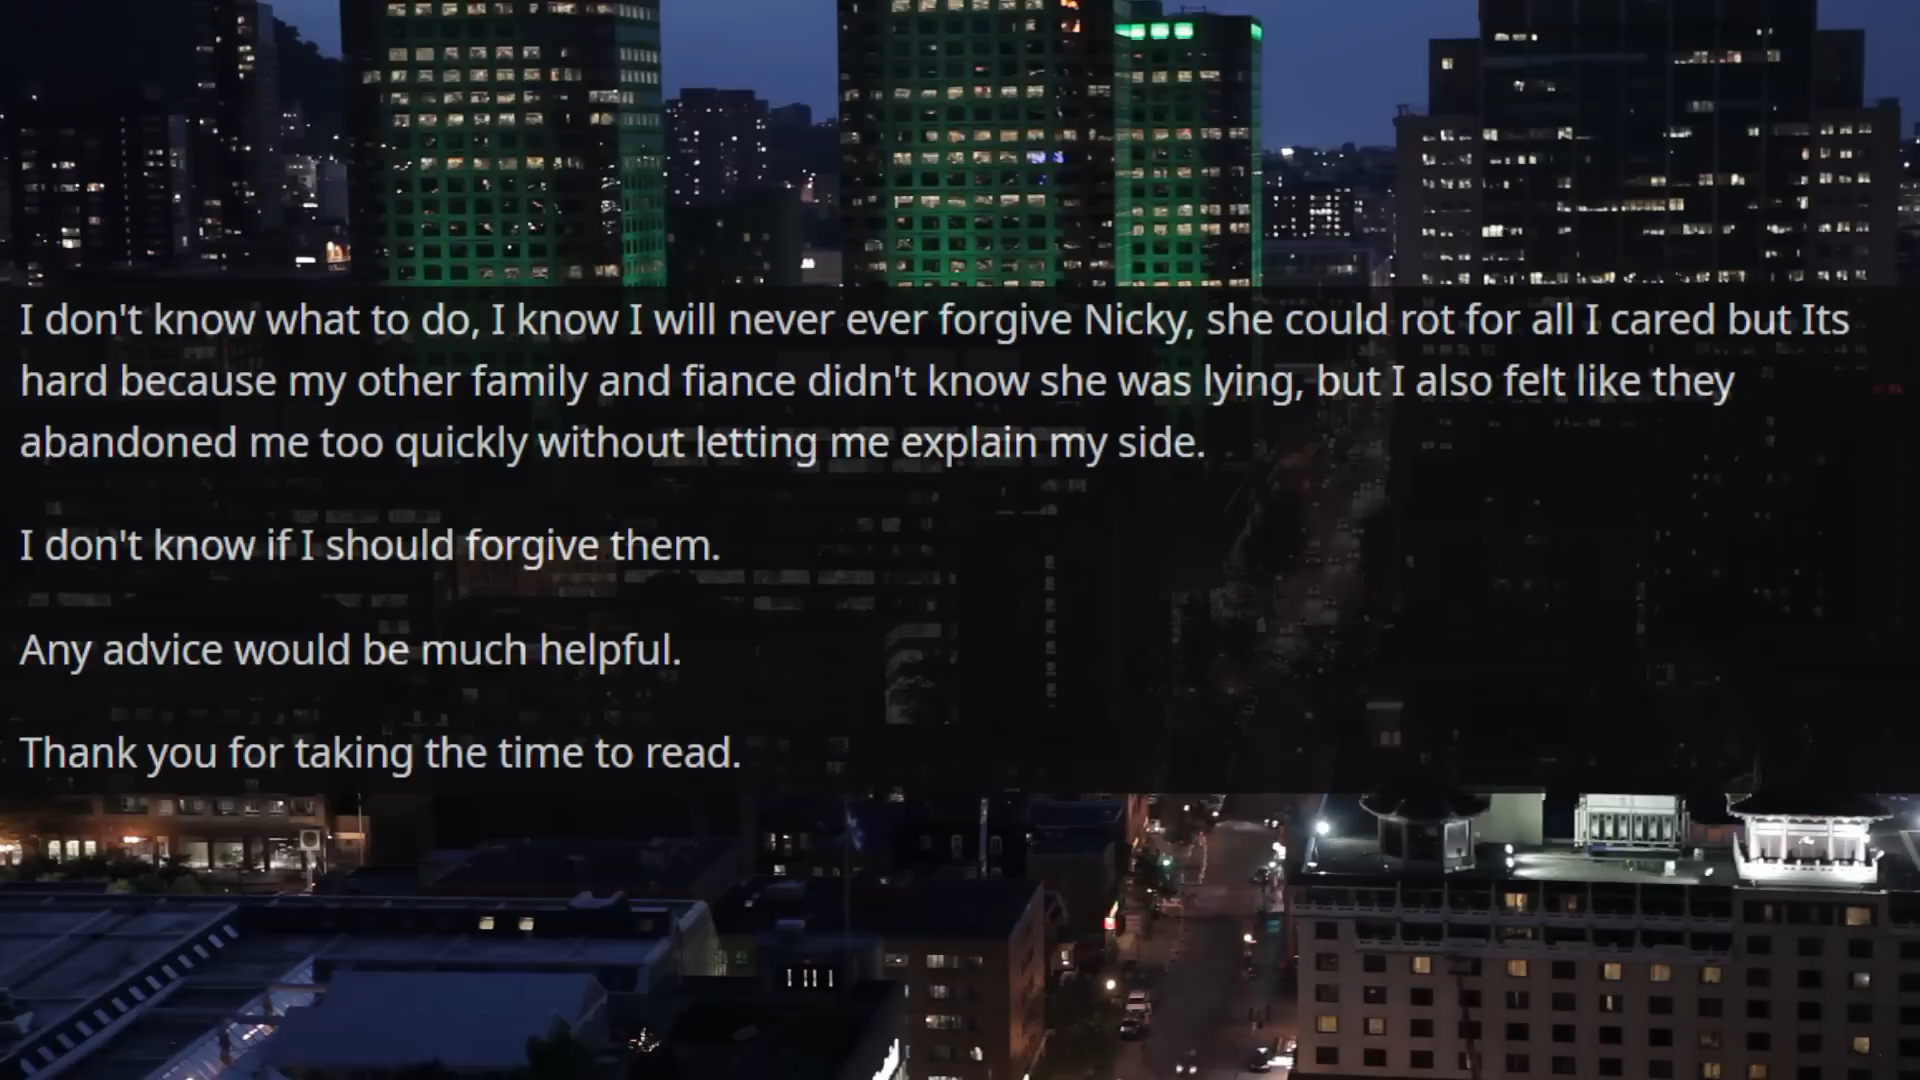 I don't know what to do, I know I will never ever forgive Nicky, she could rot for all I cared but Its
hard because my other family and fiance didn't know she was lying, but I also felt like they
abandoned me too quickly without letting me explain my side.
I don't know if I should forgive them.
Any advice would be much helpful.
Thank you for taking the time to read.